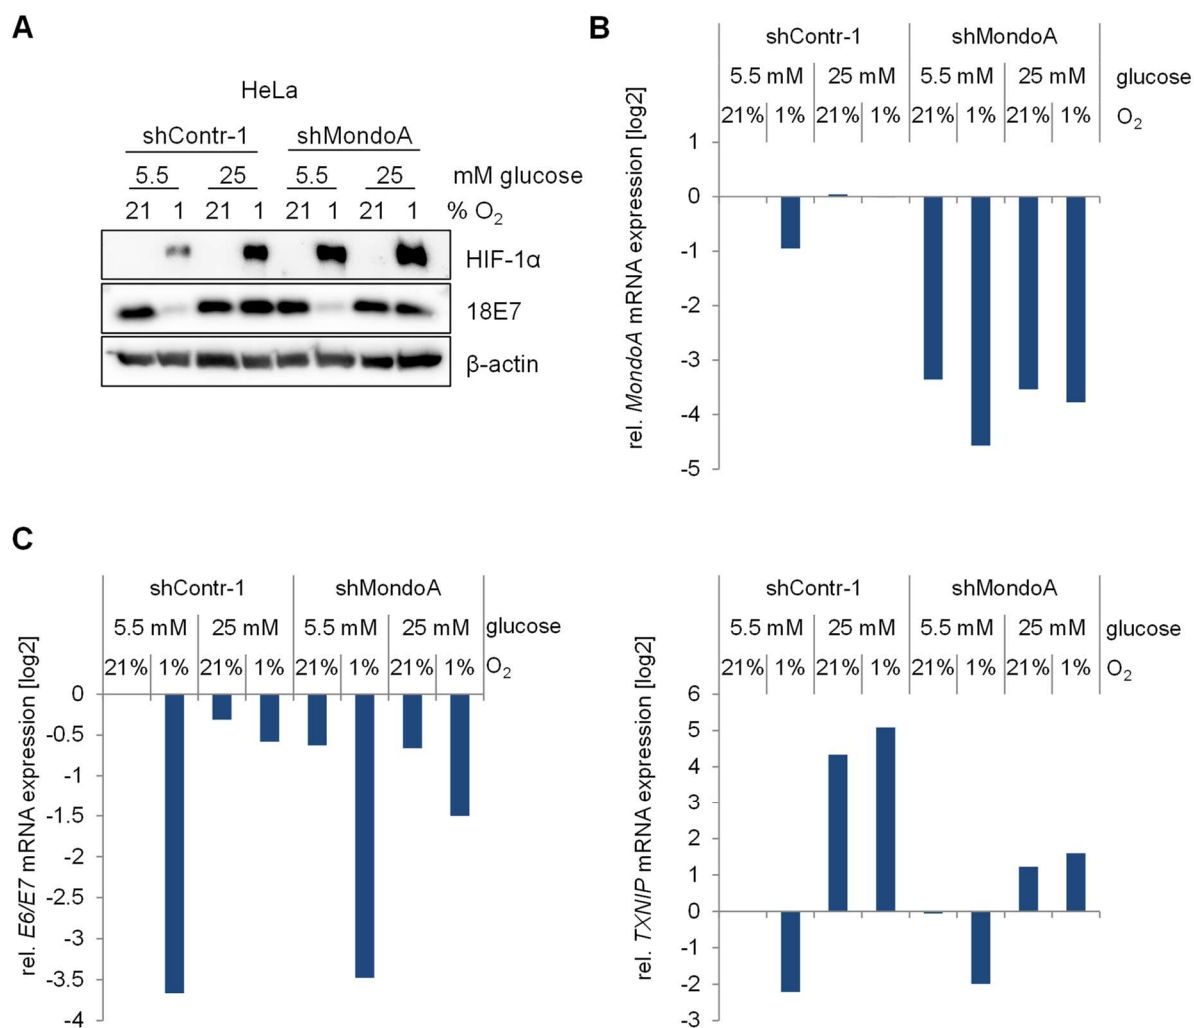 A
HeLa
shContr-1 shMondoA
5.5 25 5.5 25 mM glucose
21 1 21 1 21 1 21 1 % O2
HIF-1α
18E7
β-actin
B
shContr-1 shMondoA
5.5 mM 25 mM 5.5 mM 25 mM glucose
21% 1% 21% 1% 21% 1% 21% 1% O2
rel. MondoA mRNA expression [log2]
1
0
-1
-2
-3
-4
-5
C
shContr-1 shMondoA
5.5 mM 25 mM 5.5 mM 25 mM glucose
21% 1% 21% 1% 21% 1% 21% 1% O2
rel. E6/E7 mRNA expression [log2]
0
-0.5
-1
-1.5
-2
-2.5
-3
-3.5
-4
shContr-1 shMondoA
5.5 mM 25 mM 5.5 mM 25 mM glucose
21% 1% 21% 1% 21% 1% 21% 1% O2
rel. TXNIP mRNA expression [log2]
6
5
4
3
2
1
0
-1
-2
-3